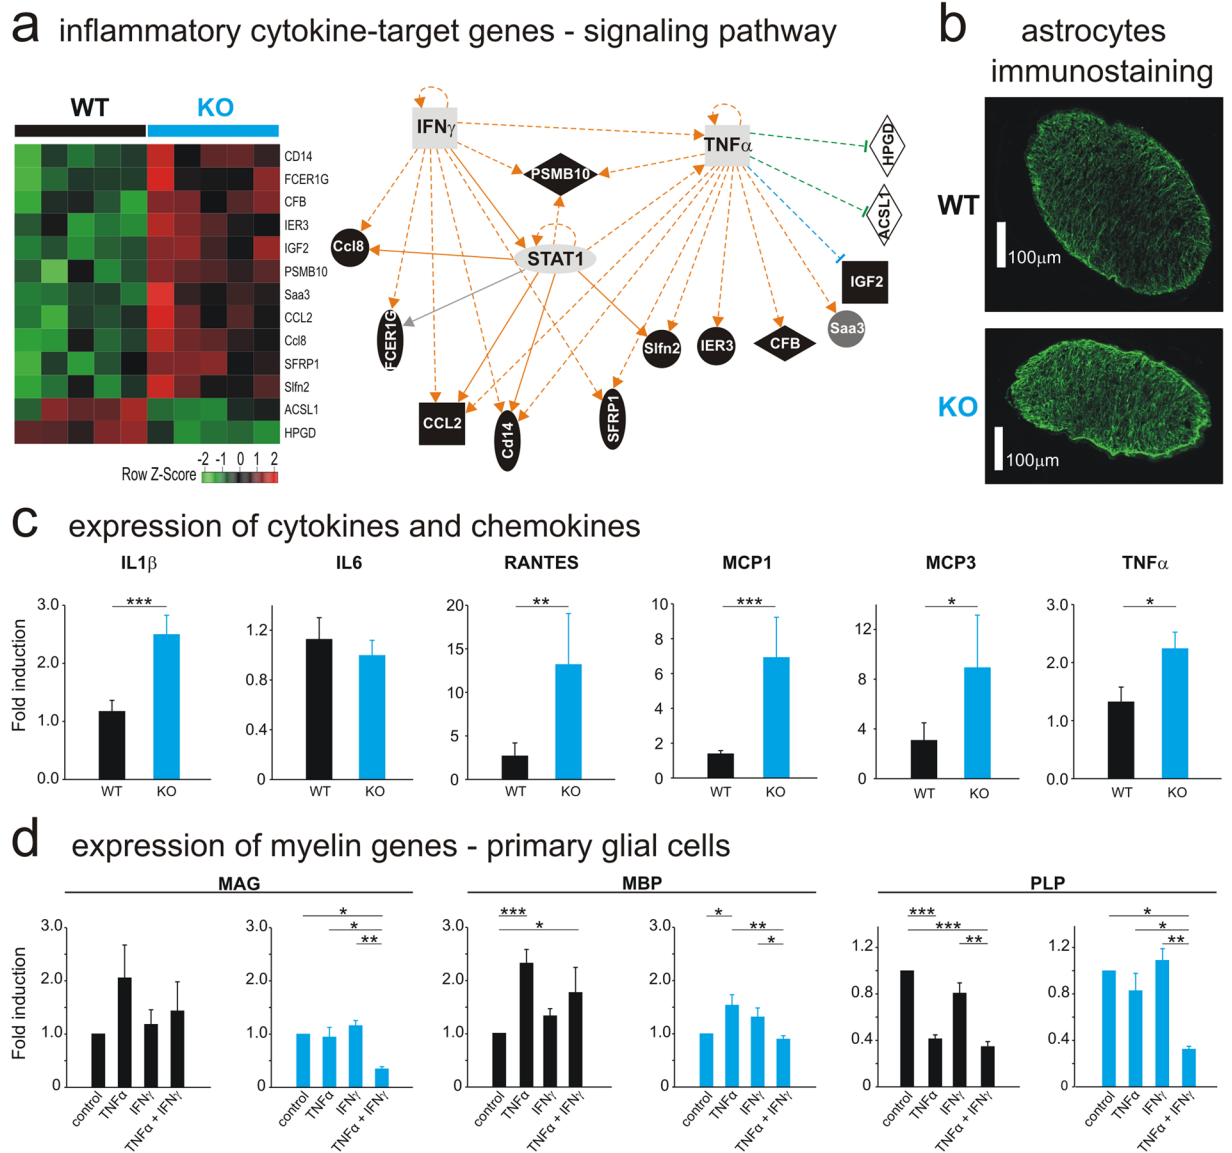 a inflammatory cytokine-target genes - signaling pathway
WT KO
CD14
FCER1G
CFB
IER3
IGF2
PSMB10
Saa3
CCL2
Ccl8
SFRP1
Slfn2
ACSL1
HPGD
Row Z-Score
-2 -1 0 1 2
IFNγ
TNFα
HPGD
PSMB10
ACSL1
Ccl8
STAT1
IGF2
FCER1G
Slfn2
IER3
CFB
Saa3
CCL2
Cd14
SFRP1
b astrocytes
immunostaining
WT
100μm
KO
100μm
c expression of cytokines and chemokines
IL1β IL6 RANTES MCP1 MCP3 TNFα
Fold induction
3.0
2.0
1.0
0.0
***
WT KO
1.2
0.8
0.4
0
WT KO
20
15
10
5
0
**
WT KO
10
8
6
4
2
0
***
WT KO
12
8
4
0
*
WT KO
3.0
2.0
1.0
0.0
*
WT KO
d expression of myelin genes - primary glial cells
MAG MBP PLP
Fold induction
3.0
2.0
1.0
0
control TNFα IFNγ TNFα + IFNγ
*
*
**
3.0
2.0
1.0
0
control TNFα IFNγ TNFα + IFNγ
***
*
3.0
2.0
1.0
0
control TNFα IFNγ TNFα + IFNγ
* **
*
3.0
2.0
1.0
0
control TNFα IFNγ TNFα + IFNγ
***
***
**
1.2
0.8
0.4
0
control TNFα IFNγ TNFα + IFNγ
*
*
**
1.2
0.8
0.4
0
control TNFα IFNγ TNFα + IFNγ